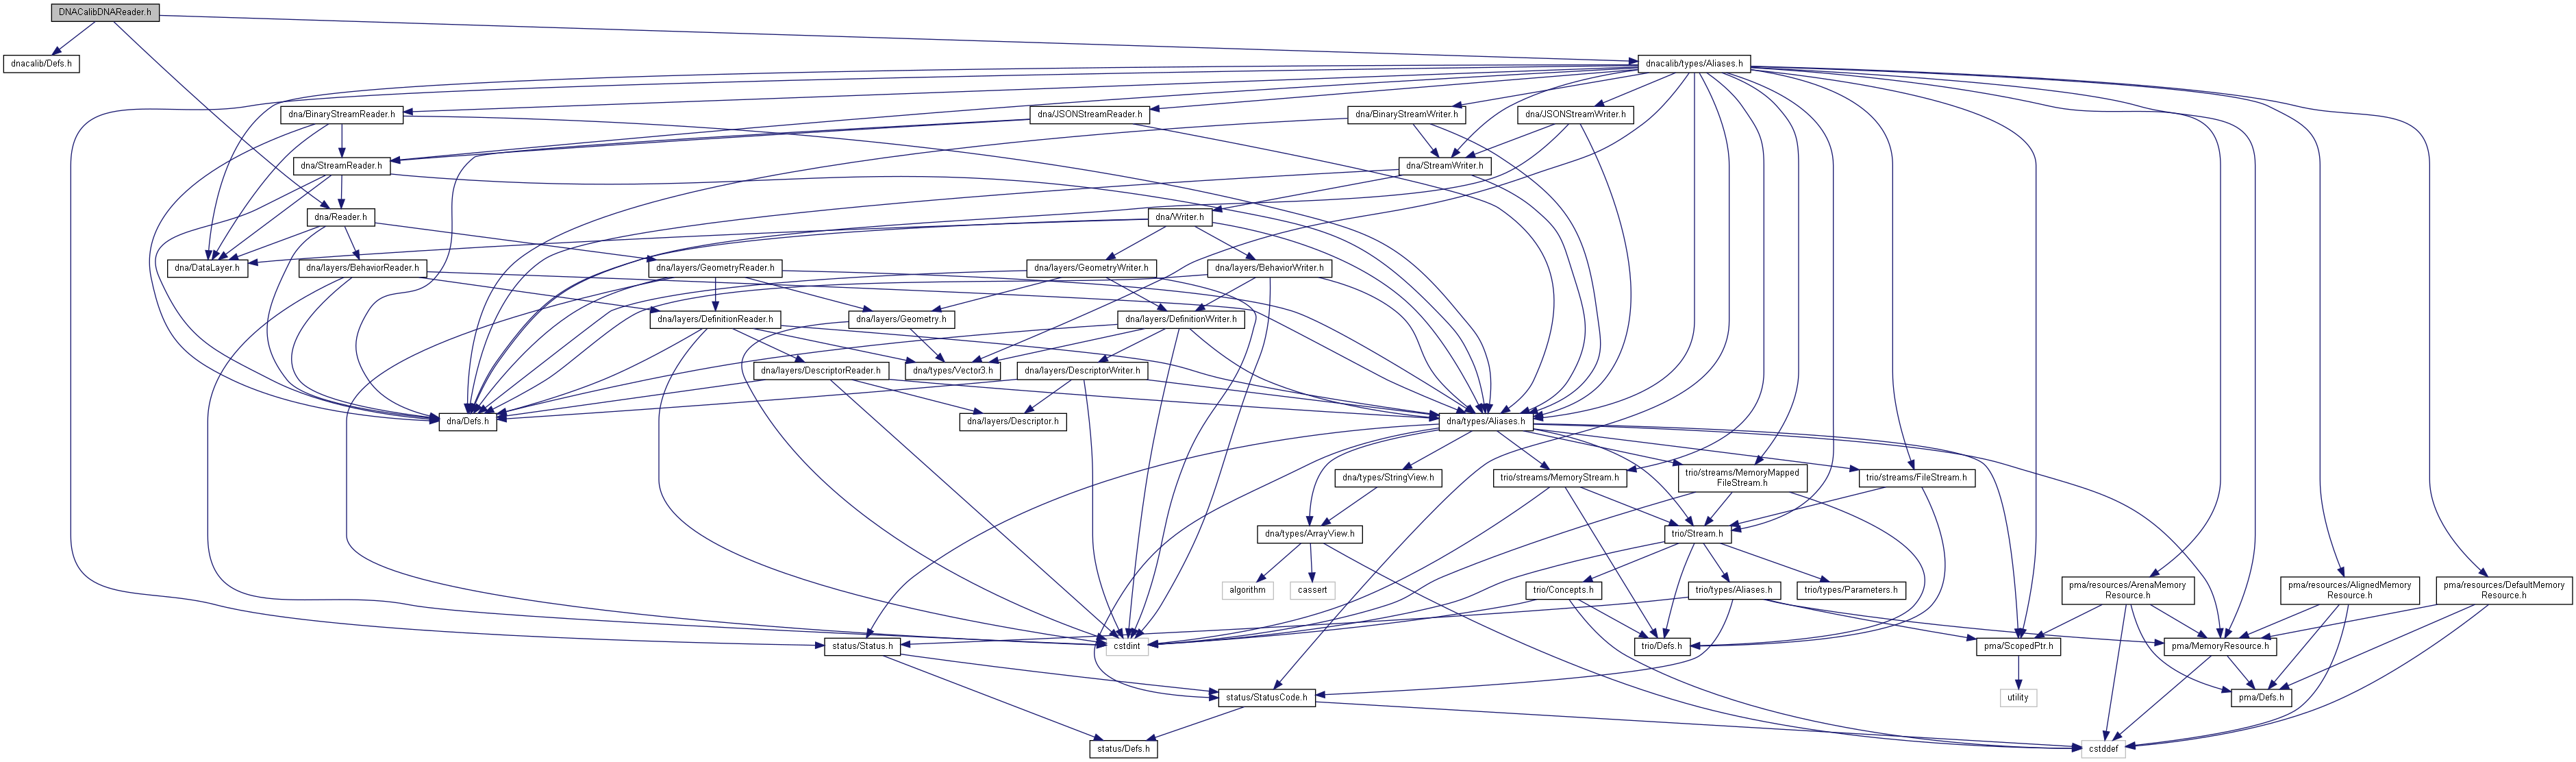 DNACalibDNAReader.h
dnacalib/Defs.h
dnacalib/types/Aliases.h
dna/BinaryStreamReader.h
dna/JSONStreamReader.h
dna/BinaryStreamWriter.h
dna/JSONStreamWriter.h
dna/StreamReader.h
dna/StreamWriter.h
dna/Reader.h
dna/Writer.h
dna/DataLayer.h
dna/layers/BehaviorReader.h
dna/layers/GeometryReader.h
dna/layers/GeometryWriter.h
dna/layers/BehaviorWriter.h
dna/layers/DefinitionReader.h
dna/layers/Geometry.h
dna/layers/DefinitionWriter.h
dna/layers/DescriptorReader.h
dna/types/Vector3.h
dna/layers/DescriptorWriter.h
dna/Defs.h
dna/layers/Descriptor.h
dna/types/Aliases.h
dna/types/StringView.h
trio/streams/MemoryStream.h
trio/streams/MemoryMapped
FileStream.h
trio/streams/FileStream.h
dna/types/ArrayView.h
trio/Stream.h
algorithm
cassert
trio/Concepts.h
trio/types/Aliases.h
trio/types/Parameters.h
pma/resources/ArenaMemory
Resource.h
pma/resources/AlignedMemory
Resource.h
pma/resources/DefaultMemory
Resource.h
status/Status.h
cstdint
trio/Defs.h
pma/ScopedPtr.h
pma/MemoryResource.h
status/StatusCode.h
utility
pma/Defs.h
status/Defs.h
cstddef